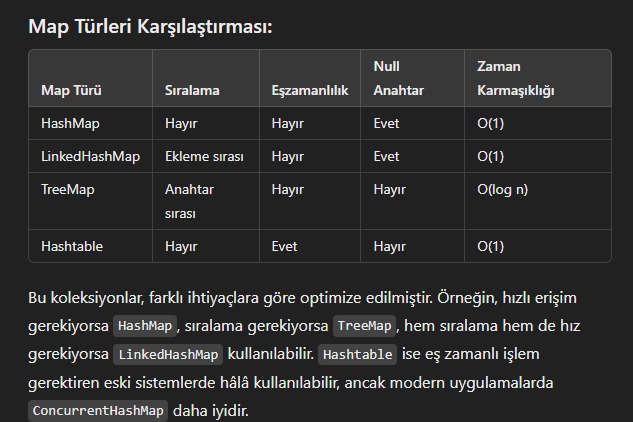 Map Türleri Karşılaştırması:
Map Türü Sıralama Eşzamanlılık Null Anahtar Zaman Karmaşıklığı
HashMap Hayır Hayır Evet O(1)
LinkedHashMap Ekleme sırası Hayır Evet O(1)
TreeMap Anahtar sırası Hayır Hayır O(log n)
Hashtable Hayır Evet Hayır O(1)
Bu koleksiyonlar, farklı ihtiyaçlara göre optimize edilmiştir. Örneğin, hızlı erişim
gerekiyorsa HashMap, sıralama gerekiyorsa TreeMap, hem sıralama hem de hız
gerekiyorsa LinkedHashMap kullanılabilir. Hashtable ise eş zamanlı işlem
gerektiren eski sistemlerde hâlâ kullanılabilir, ancak modern uygulamalarda
ConcurrentHashMap daha iyidir.